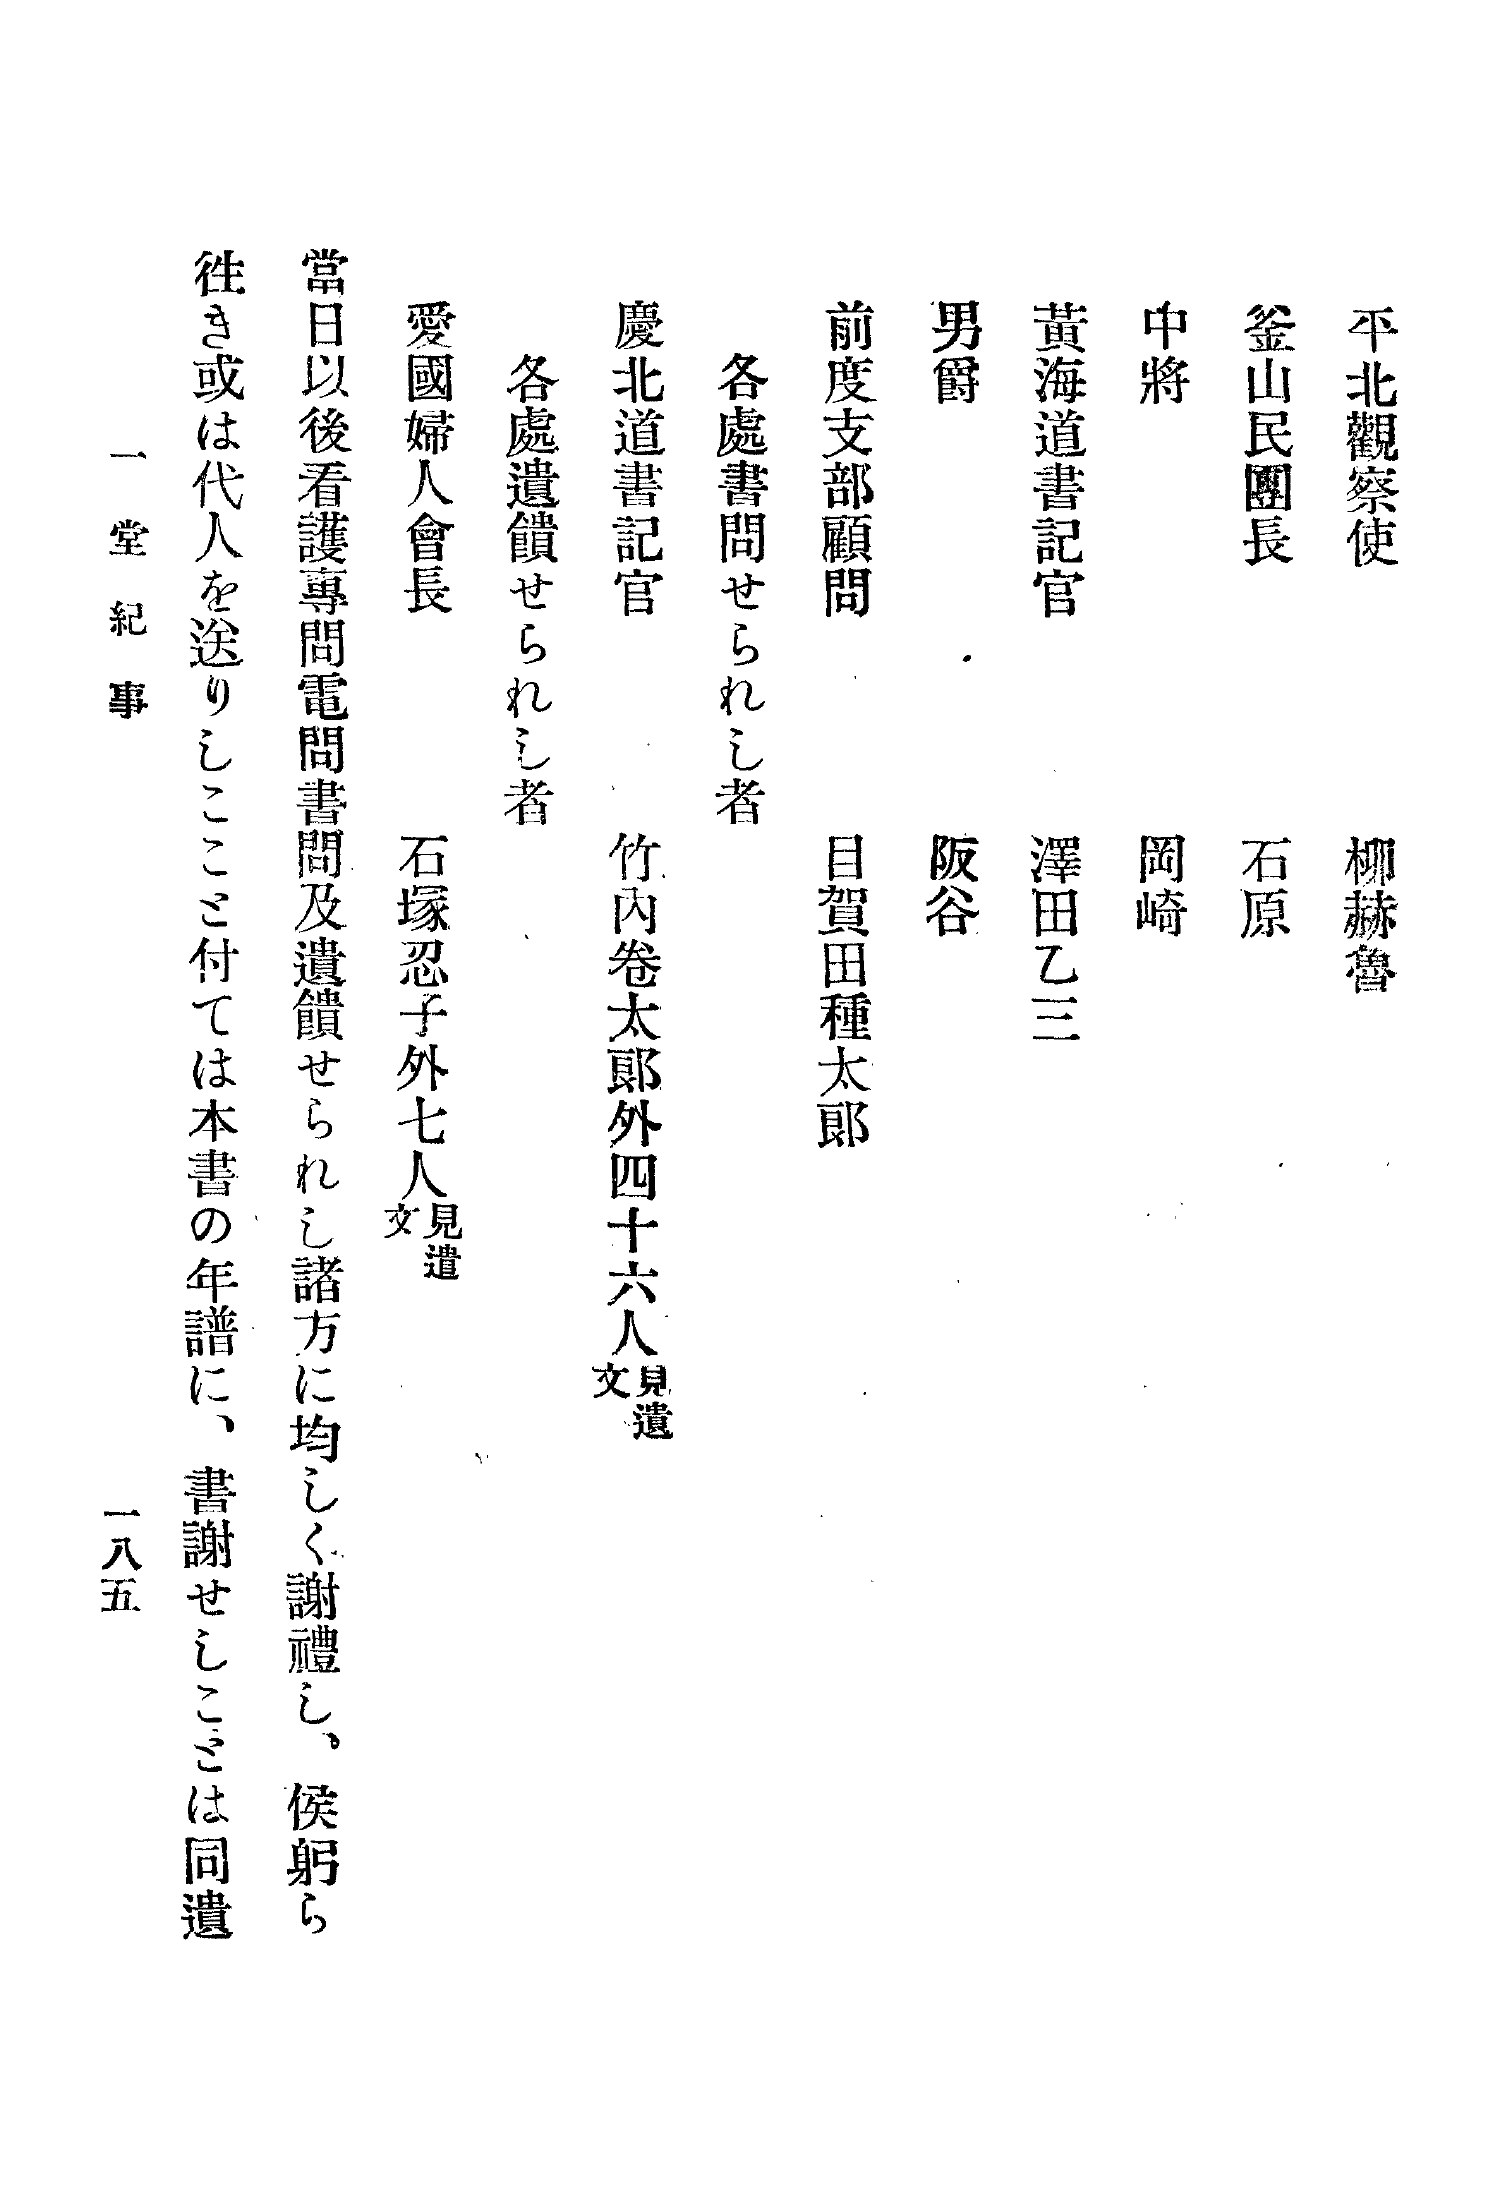 平北觀察使　柳赫魯
釜山民團長　石原
中將　岡崎
黃海道書記官　澤田乙三
男爵　阪谷
前度支部顧問　目賀田種太郎
各處書問せられし者
慶北道書記官　竹內卷太郎外四十六人見遺文
各處遺饋せられし者
愛國婦人會長　石塚忍子外七人見遺文
當日以後看護專問電問書問及遺饋せられし諸方に均しく謝禮し、侯躬ら
徃き或は代人を送りしここと付ては本書の年譜に、書謝せしことは同遺
一堂紀事　一八五